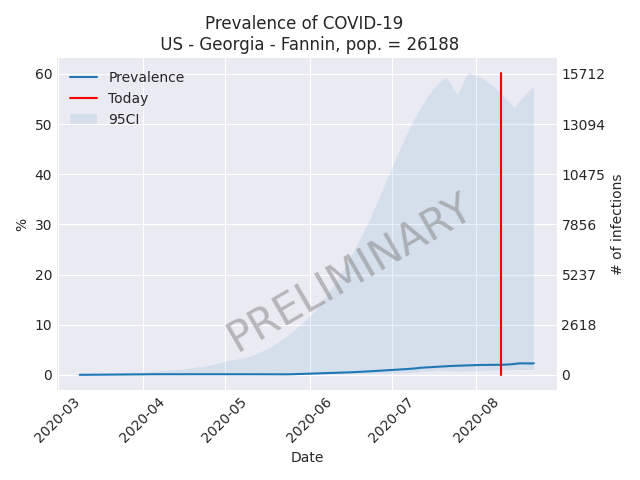 Prevalence of COVID-19
US - Georgia - Fannin, pop. = 26188
Prevalence
Today
95CI
60
50
40
30
20
10
0
%
15712
13094
10475
7856
5237
2618
0
# of infections
PRELIMINARY
2020-03
2020-04
2020-05
2020-06
2020-07
2020-08
Date